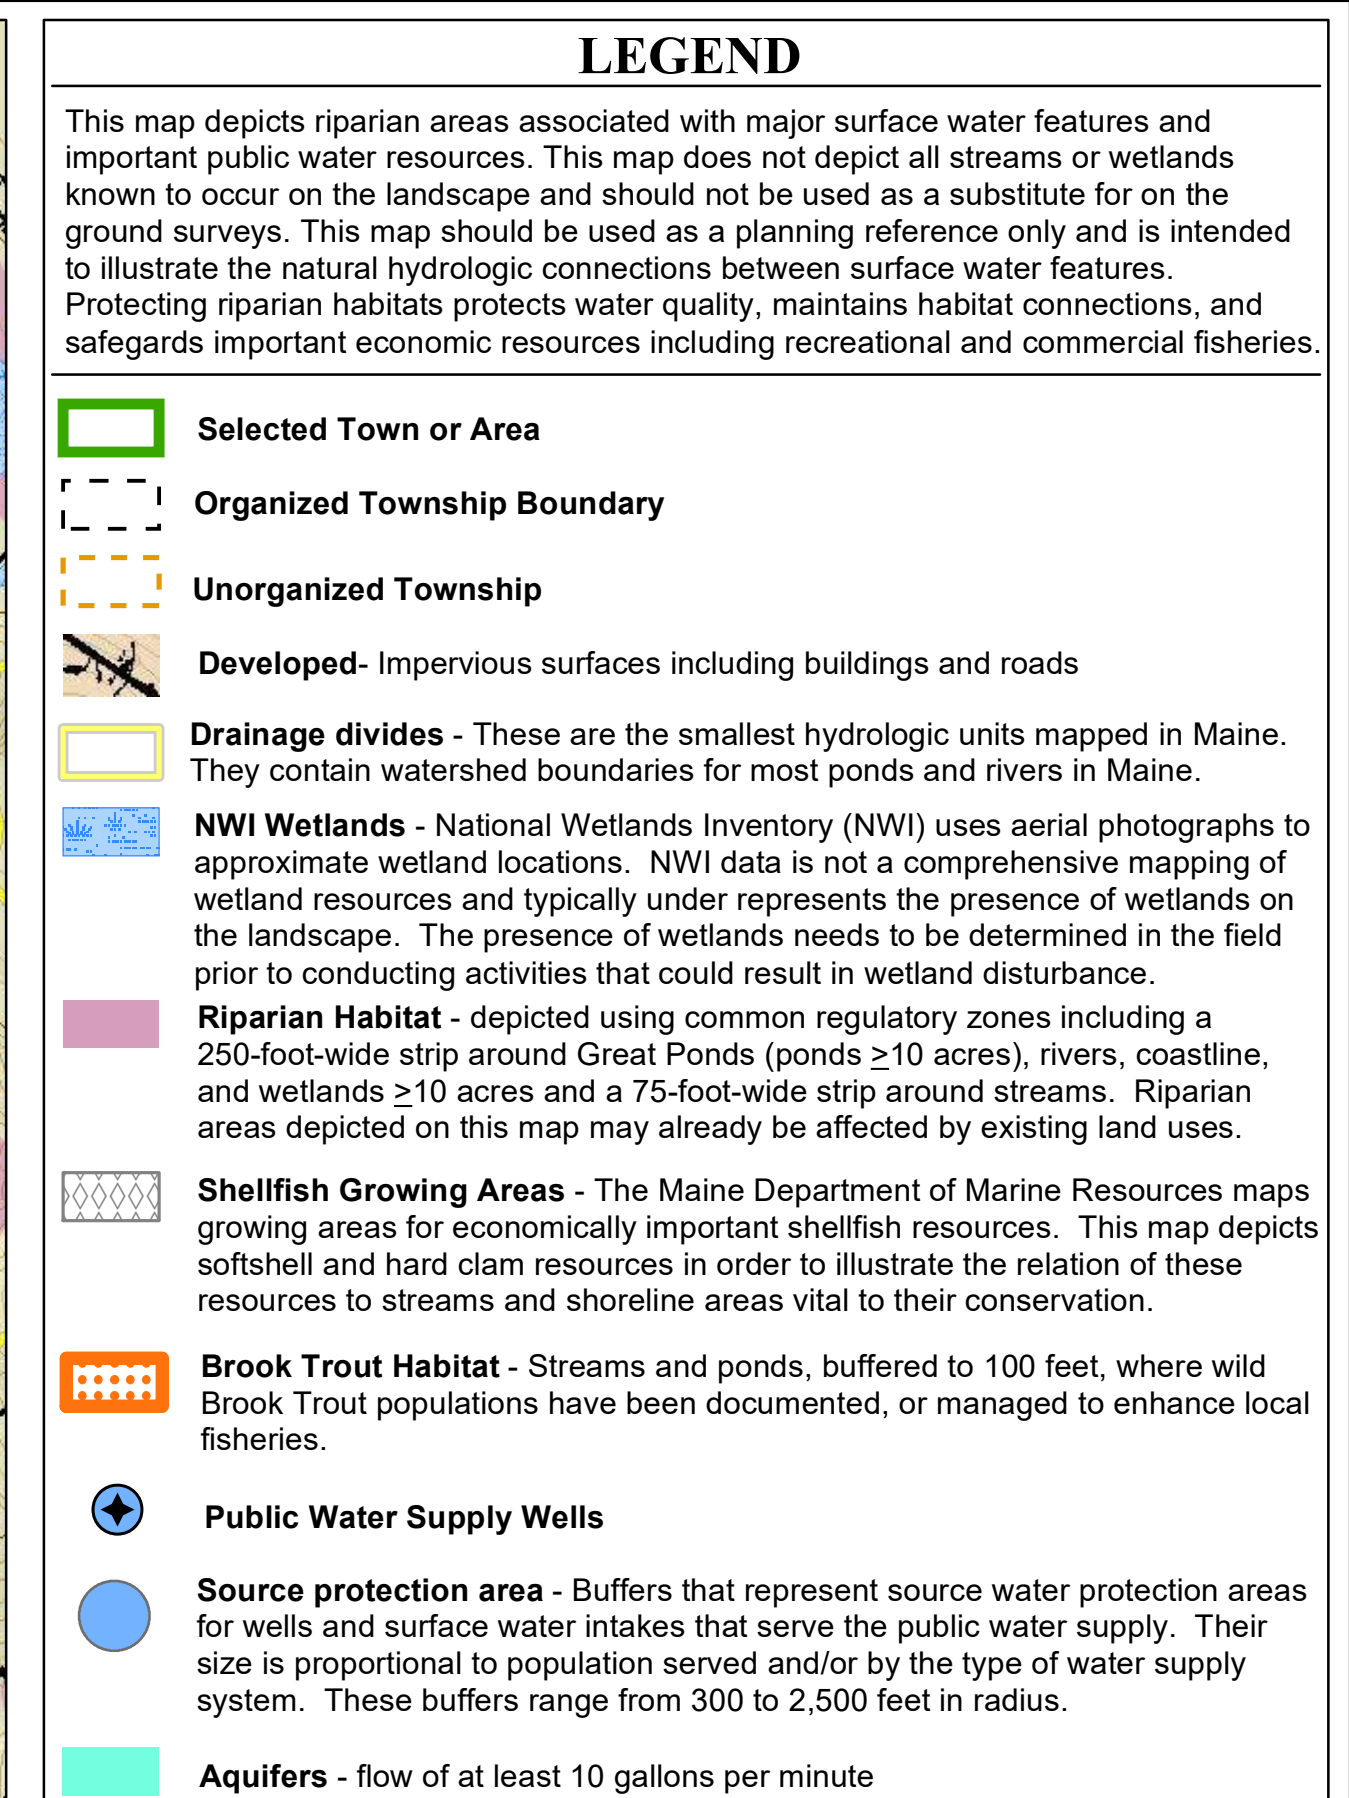 LEGEND
This map depicts riparian areas associated with major surface water features and
important public water resources. This map does not depict all streams or wetlands
known to occur on the landscape and should not be used as a substitute for on the
ground surveys. This map should be used as a planning reference only and is intended
to illustrate the natural hydrologic connections between surface water features.
Protecting riparian habitats protects water quality, maintains habitat connections, and
safegards important economic resources including recreational and commercial fisheries.
Selected Town or Area
Organized Township Boundary
Unorganized Township
Developed- Impervious surfaces including buildings and roads
Drainage divides - These are the smallest hydrologic units mapped in Maine.
They contain watershed boundaries for most ponds and rivers in Maine.
NWI Wetlands - National Wetlands Inventory (NWI) uses aerial photographs to
approximate wetland locations.  NWI data is not a comprehensive mapping of
wetland resources and typically under represents the presence of wetlands on
the landscape.  The presence of wetlands needs to be determined in the field
prior to conducting activities that could result in wetland disturbance.
Riparian Habitat - depicted using common regulatory zones including a
250-foot-wide strip around Great Ponds (ponds ≥10 acres), rivers, coastline,
and wetlands ≥10 acres and a 75-foot-wide strip around streams.  Riparian
areas depicted on this map may already be affected by existing land uses.
Shellfish Growing Areas - The Maine Department of Marine Resources maps
growing areas for economically important shellfish resources.  This map depicts
softshell and hard clam resources in order to illustrate the relation of these
resources to streams and shoreline areas vital to their conservation.
Brook Trout Habitat - Streams and ponds, buffered to 100 feet, where wild
Brook Trout populations have been documented, or managed to enhance local
fisheries.
Public Water Supply Wells
Source protection area - Buffers that represent source water protection areas
for wells and surface water intakes that serve the public water supply.  Their
size is proportional to population served and/or by the type of water supply
system.  These buffers range from 300 to 2,500 feet in radius.
Aquifers - flow of at least 10 gallons per minute